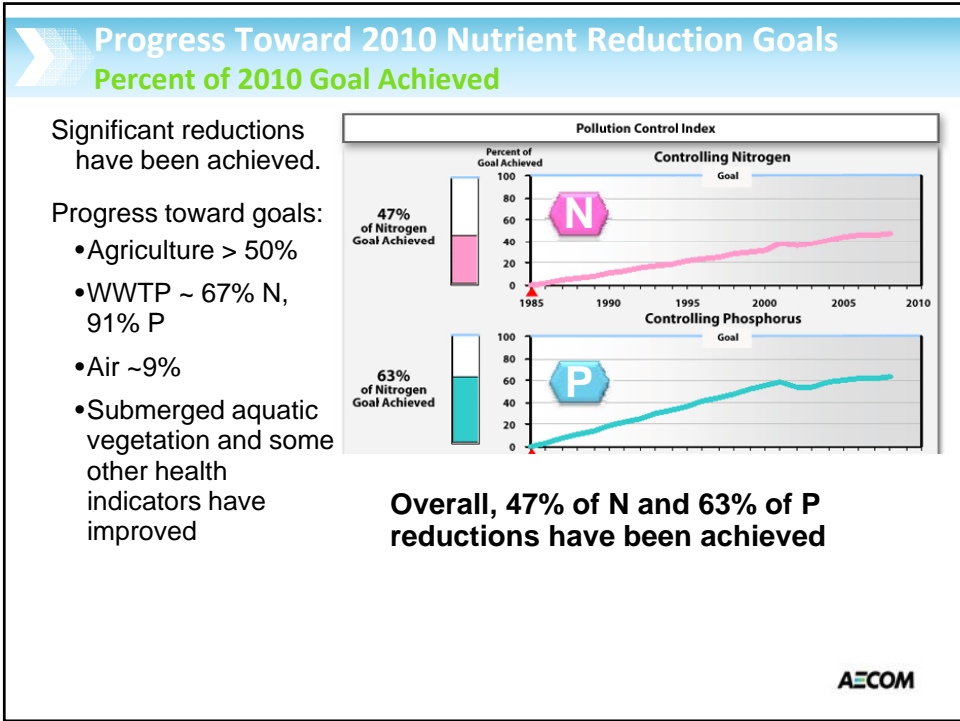 Progress Toward 2010 Nutrient Reduction Goals
Percent of 2010 Goal Achieved
Significant reductions
have been achieved.
Progress toward goals:
•Agriculture > 50%
•WWTP ~ 67% N,
91% P
•Air ~9%
•Submerged aquatic
vegetation and some
other health
indicators have
improved
Pollution Control Index
Percent of
Goal Achieved
Controlling Nitrogen
Goal
47%
of Nitrogen
Goal Achieved
100
80
60
40
20
0
N
1985 1990 1995 2000 2005 2010
Controlling Phosphorus
Goal
63%
of Nitrogen
Goal Achieved
100
80
60
40
20
0
P
Overall, 47% of N and 63% of P
reductions have been achieved
AECOM